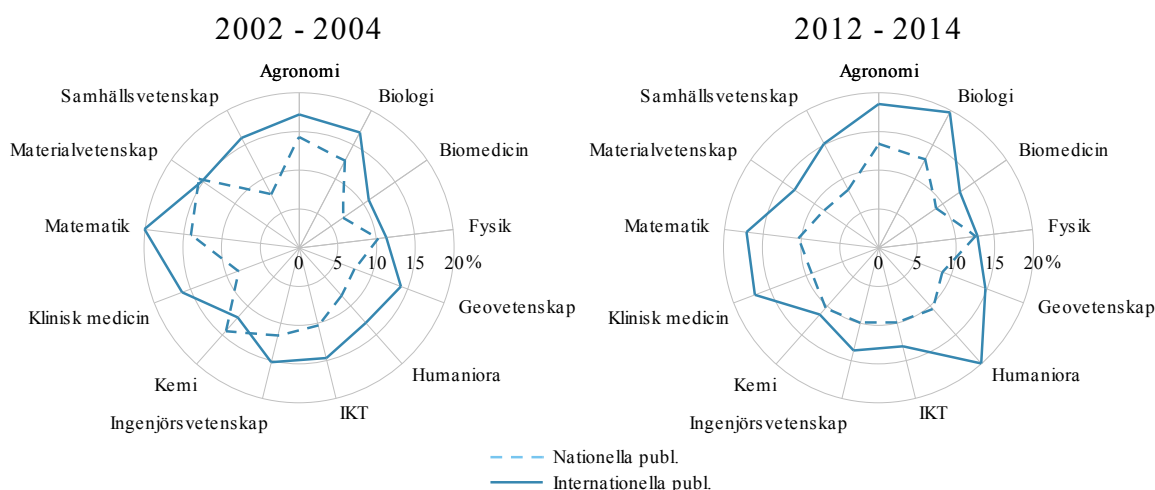 2002 - 2004
Agronomi
Biologi
Biomedicin
Fysik
Geovetenskap
Humaniora
IKT
Ingenjörsvetenskap
Kemi
Klinisk medicin
Matematik
Materialvetenskap
Samhällsvetenskap
0 5 10 15 20%
2012 - 2014
Agronomi
Biologi
Biomedicin
Fysik
Geovetenskap
Humaniora
IKT
Ingenjörsvetenskap
Kemi
Klinisk medicin
Matematik
Materialvetenskap
Samhällsvetenskap
0 5 10 15 20%
Nationella publ.
Internationella publ.